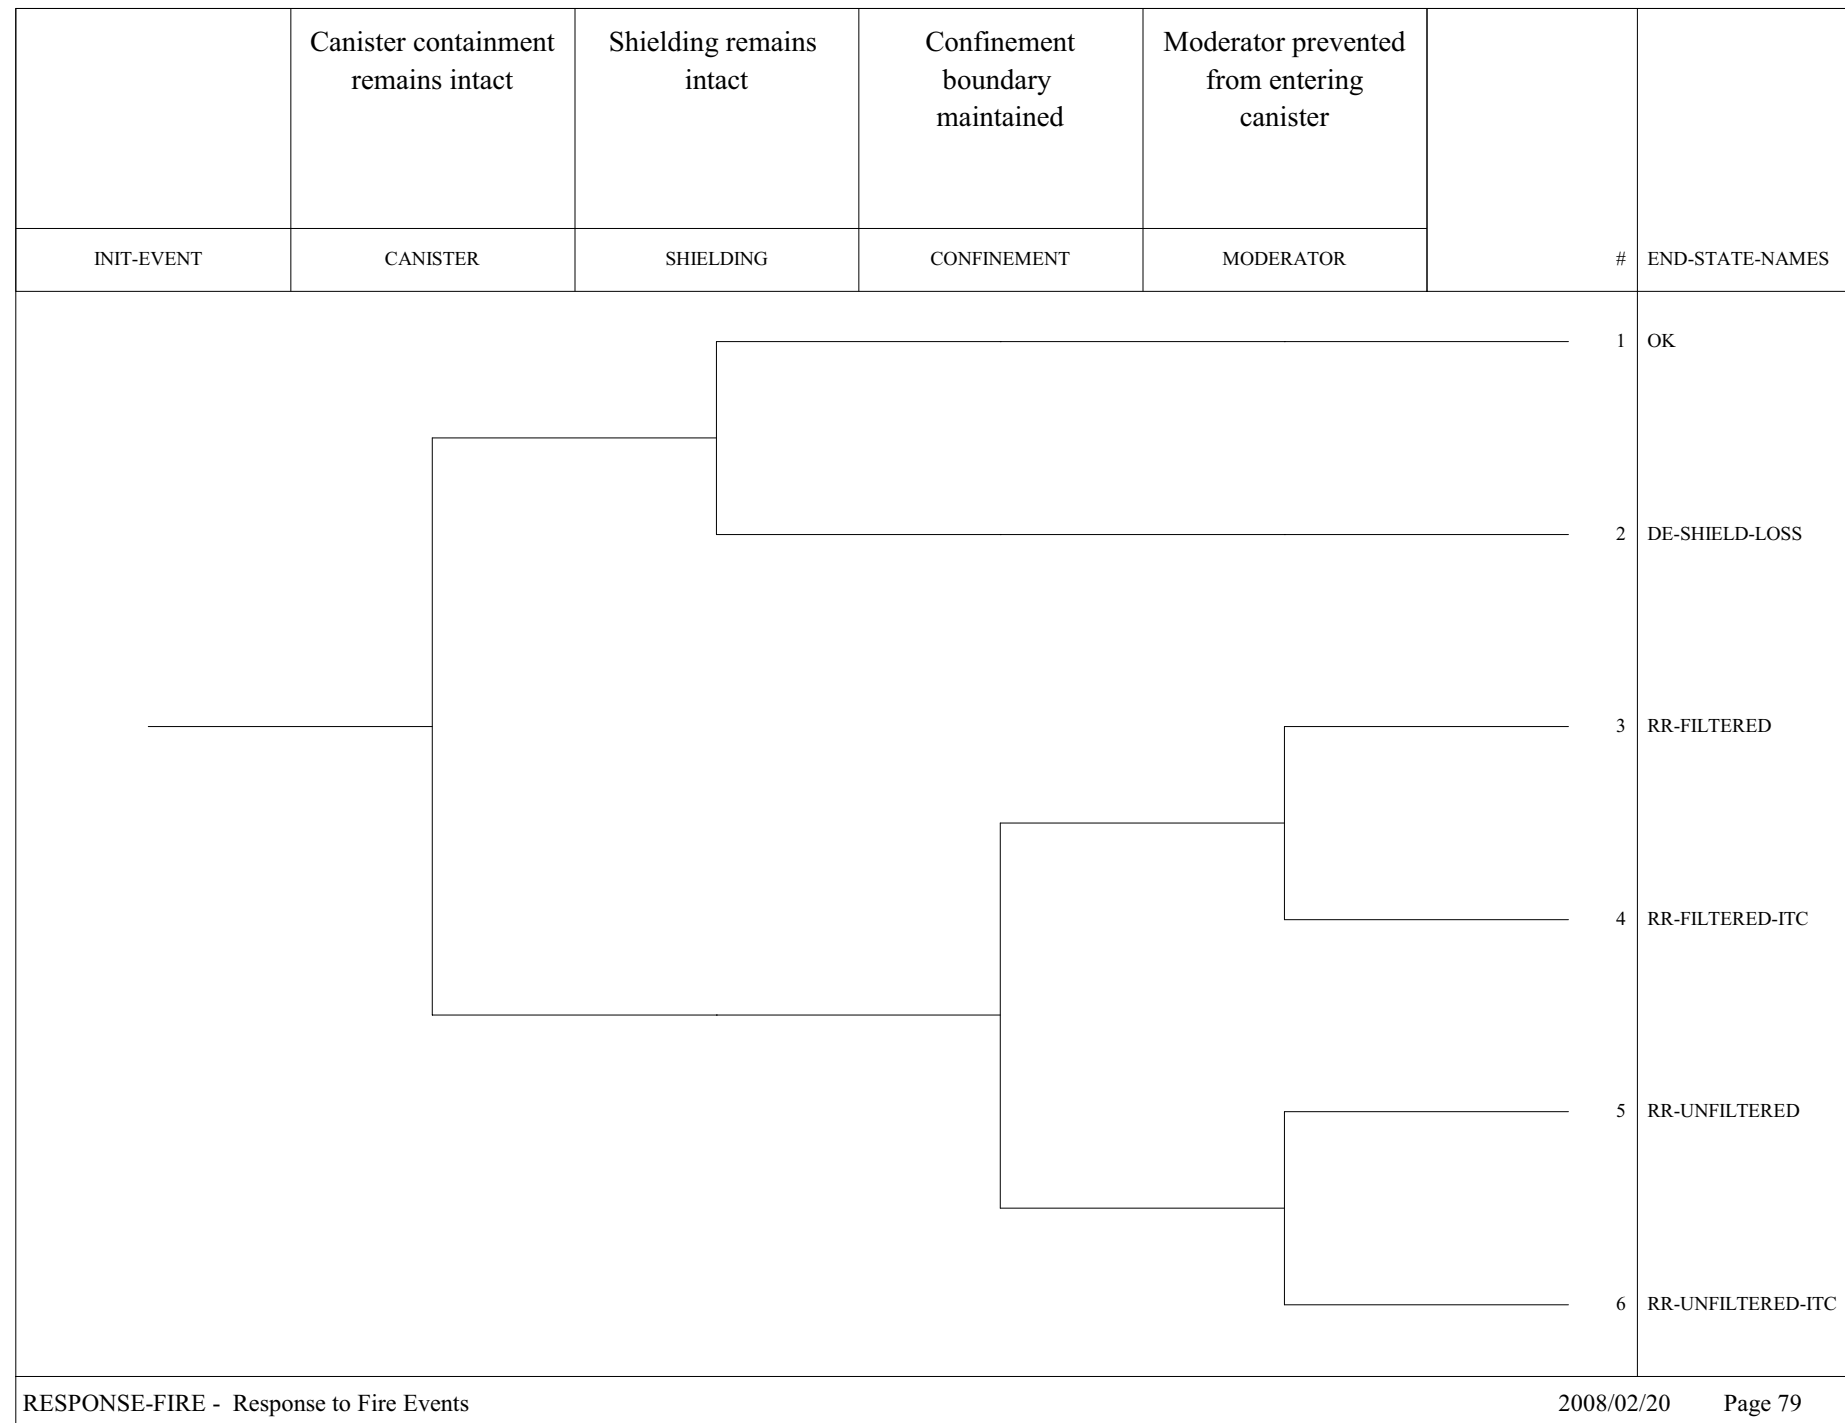 Canister containment
remains intact
Shielding remains
intact
Confinement
boundary
maintained
Moderator prevented
from entering
canister
INIT-EVENT
CANISTER
SHIELDING
CONFINEMENT
MODERATOR
#
END-STATE-NAMES
1 OK
2 DE-SHIELD-LOSS
3 RR-FILTERED
4 RR-FILTERED-ITC
5 RR-UNFILTERED
6 RR-UNFILTERED-ITC
RESPONSE-FIRE - Response to Fire Events
2008/02/20 Page 79